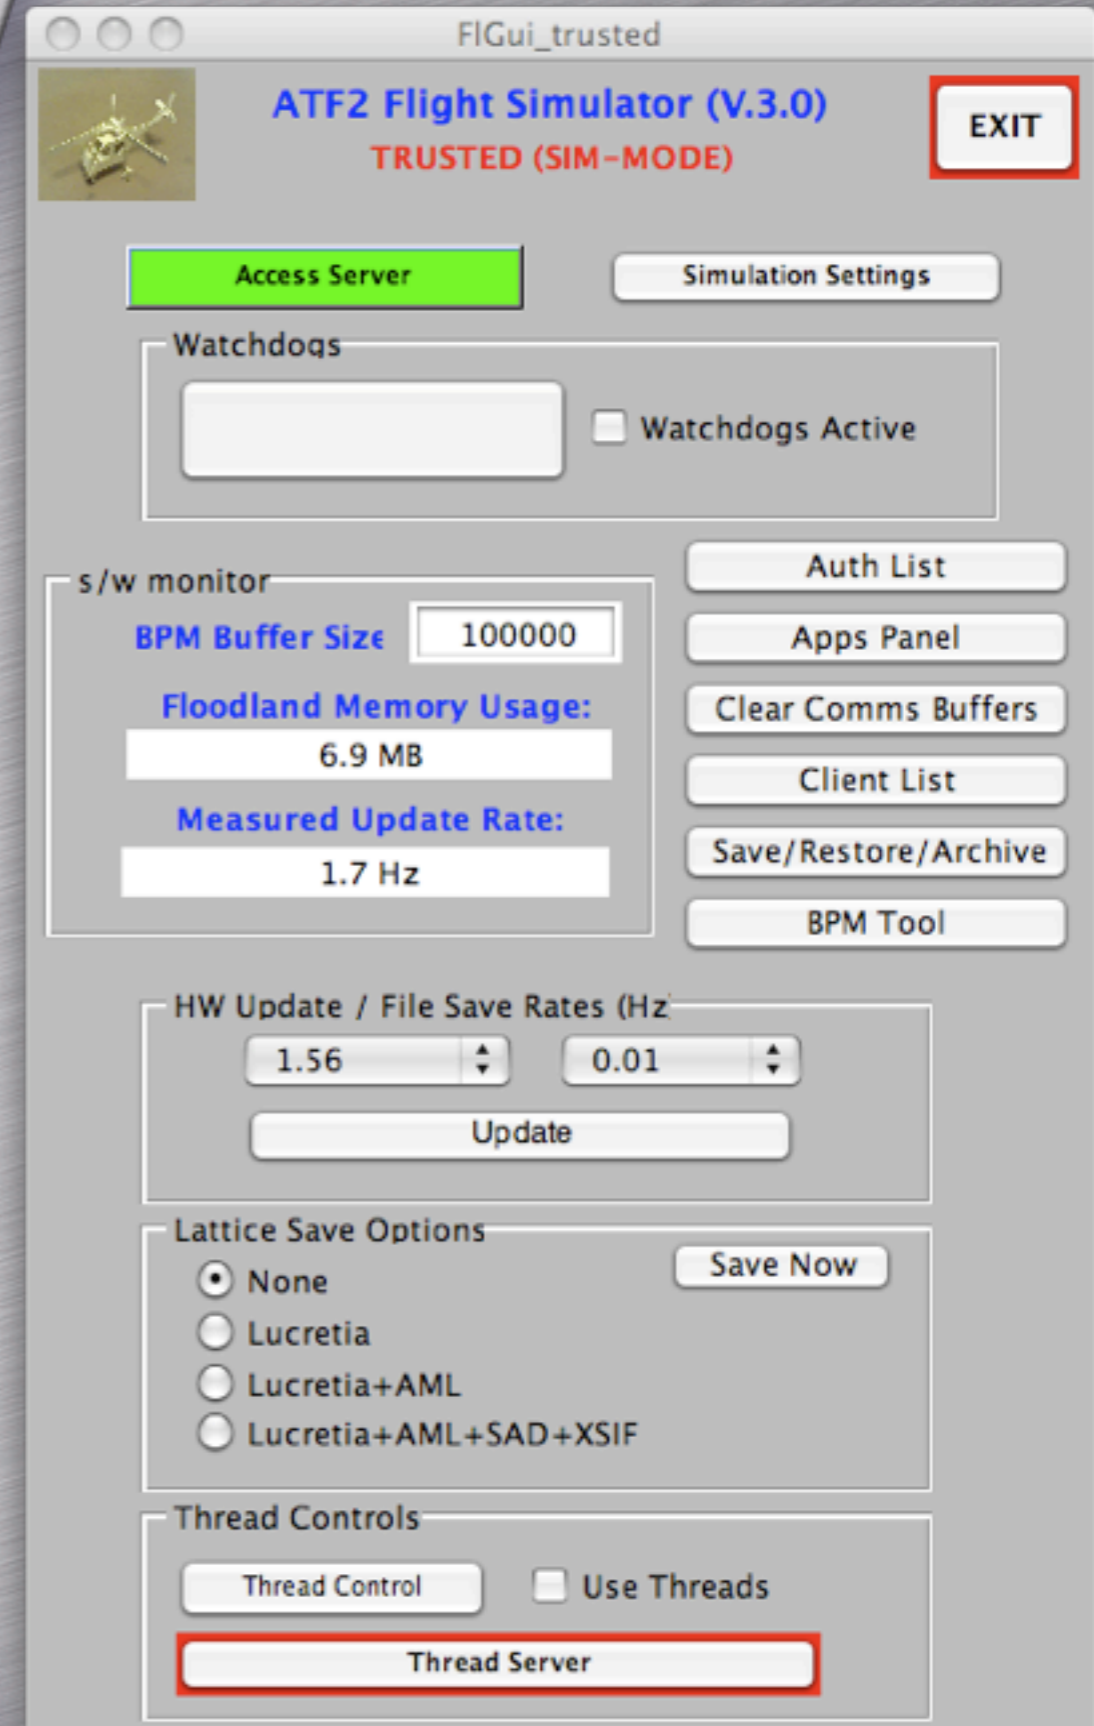 FlGui_trusted
ATF2 Flight Simulator (V.3.0)
EXIT
TRUSTED (SIM-MODE)
Access Server
Simulation Settings
Watchdogs
Watchdogs Active
Auth List
s/w monitor
BPM Buffer Size
100000
Apps Panel
Floodland Memory Usage:
Clear Comms Buffers
6.9 MB
Client List
Measured Update Rate:
Save/Restore/Archive
1.7 Hz
BPM Tool
HW Update / File Save Rates (Hz)
1.56
0.01
Update
Lattice Save Options
Save Now
None
Lucretia
Lucretia+AML
Lucretia+AML+SAD+XSIF
Thread Controls
Thread Control
Use Threads
Thread Server